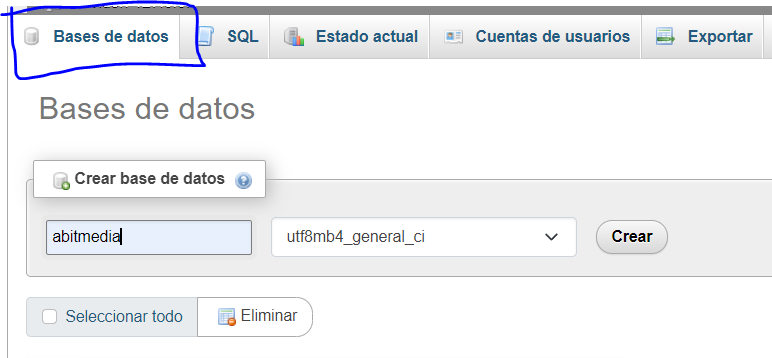 Bases de datos SQL Estado actual Cuentas de usuarios Exportar
Bases de datos
Crear base de datos
abitmedia utf8mb4_general_ci Crear
Seleccionar todo Eliminar